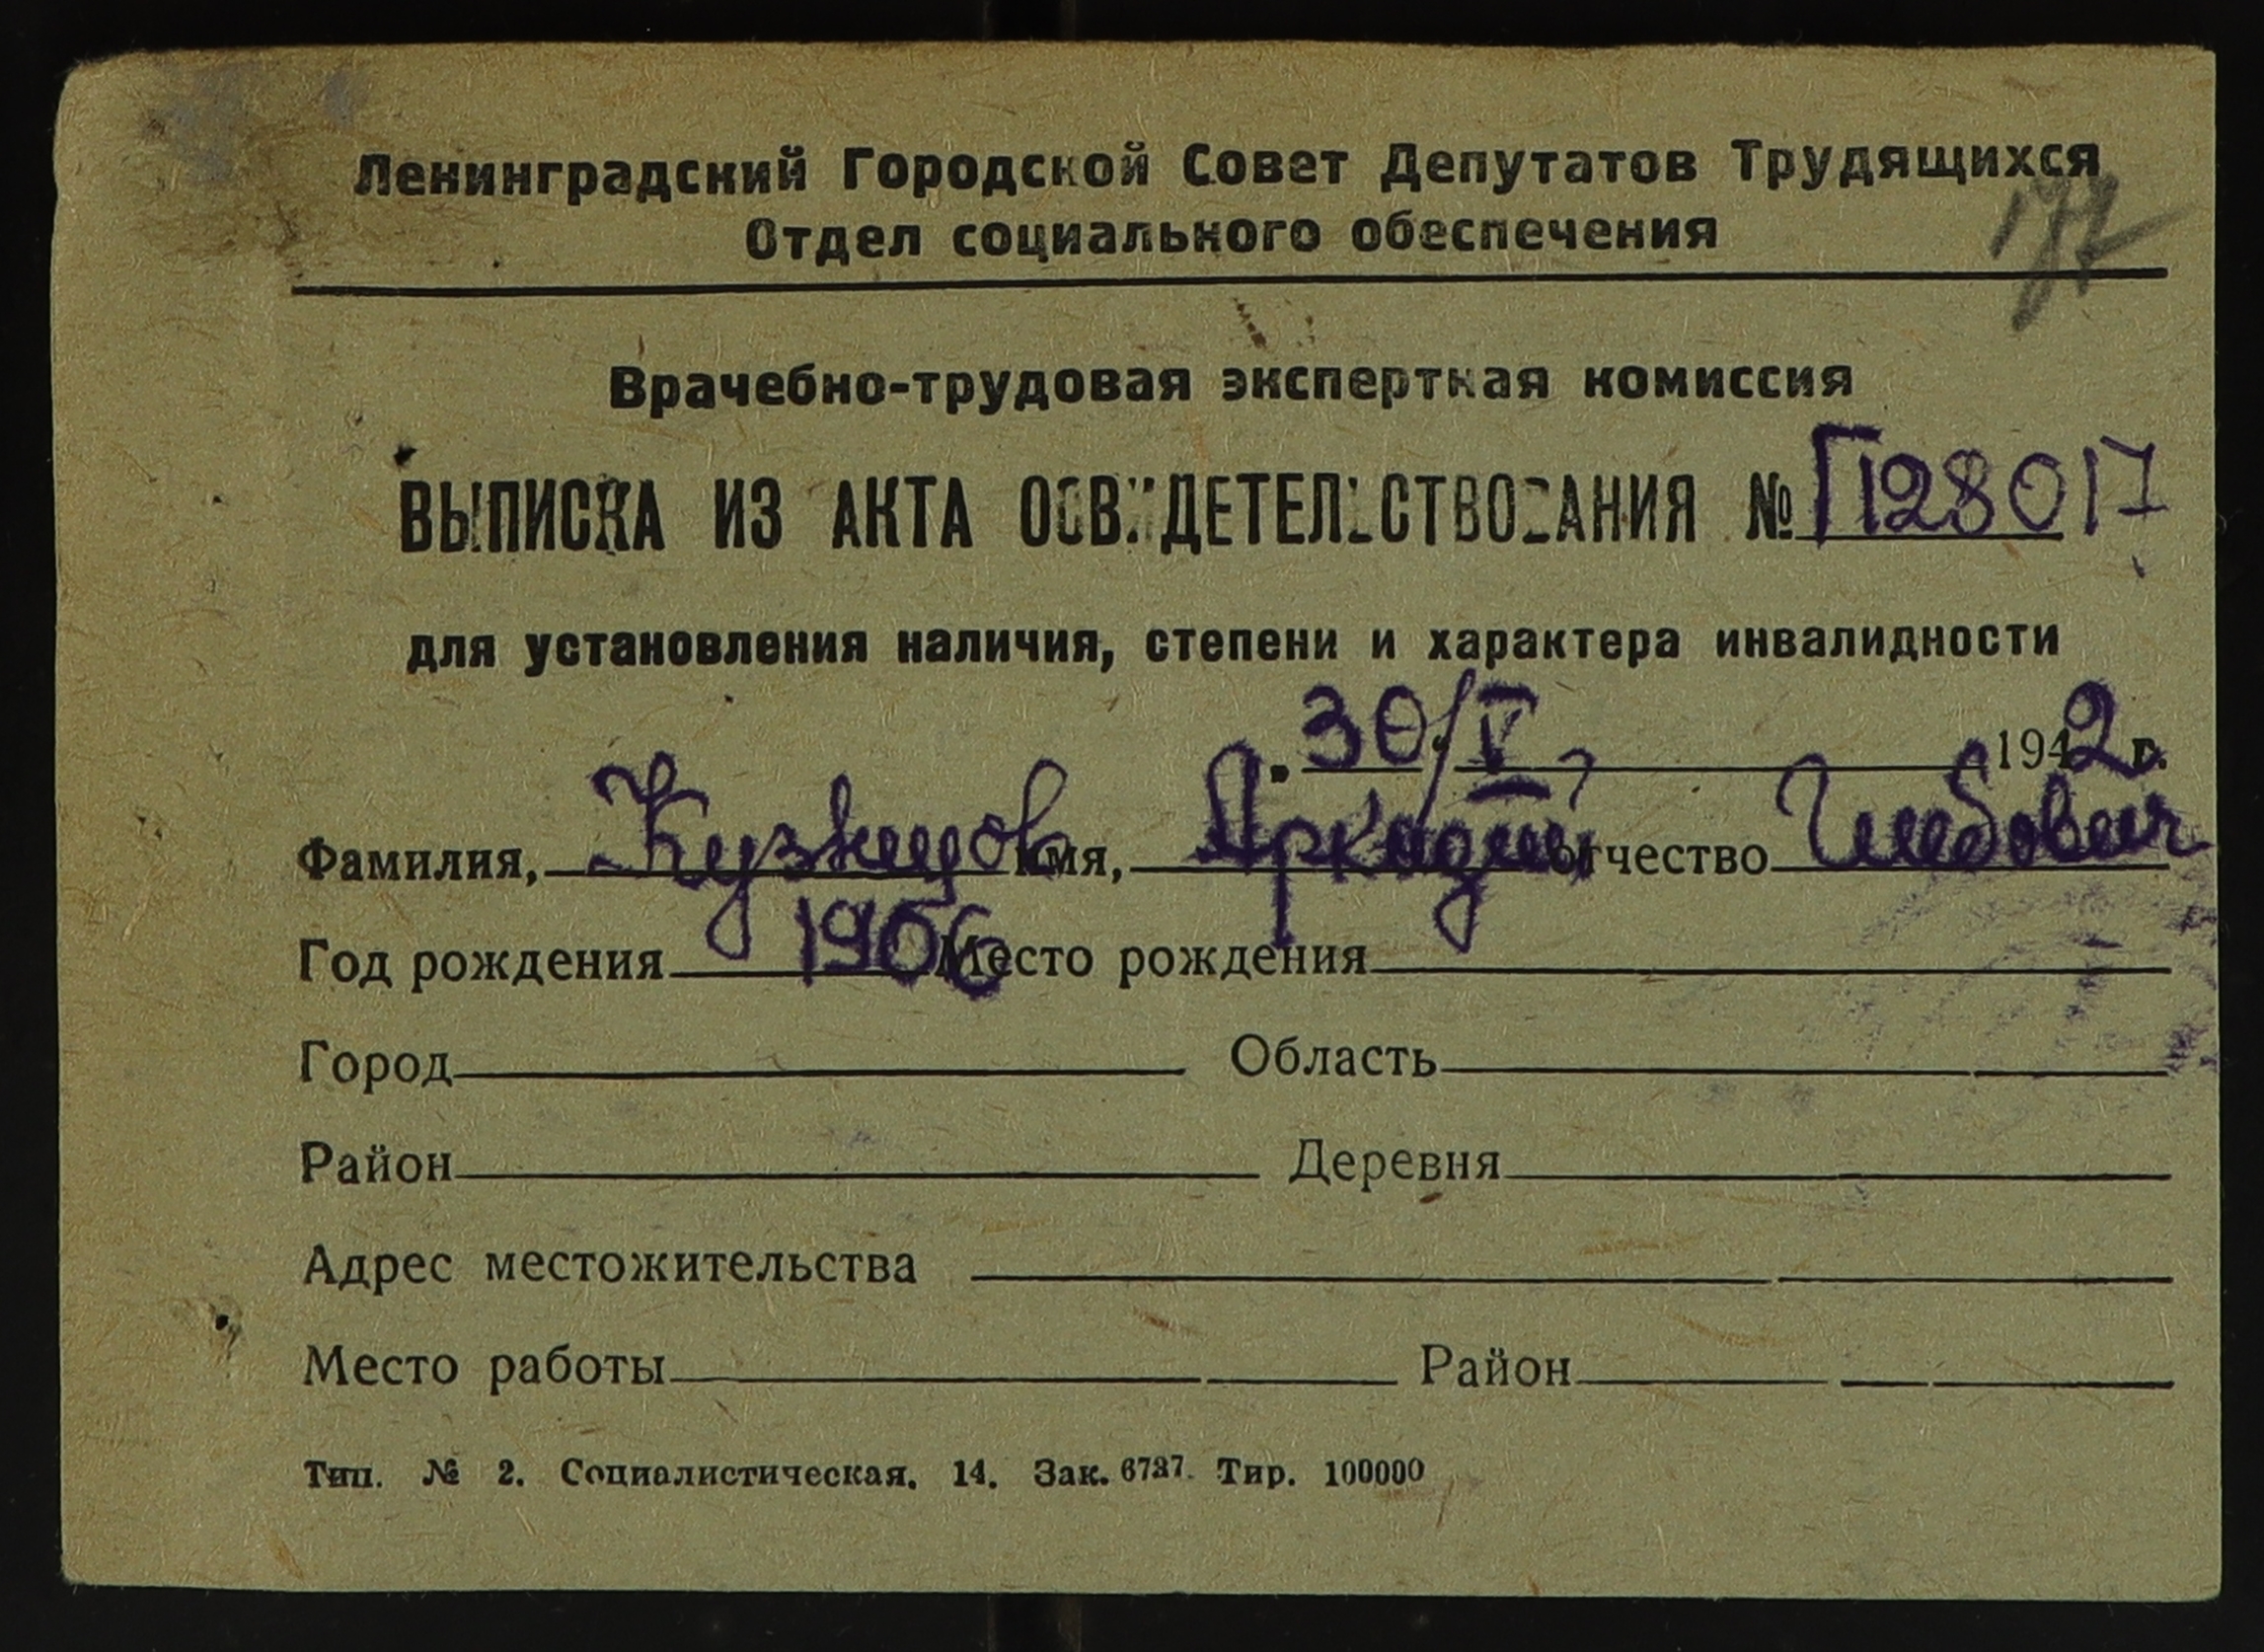 Ленинградский Городской Совет Депутатов Трудящихся
Отдел социального обеспечения
Врачебно-трудовая экспертная комиссия
ВЫПИСКА ИЗ АКТА ОСВИДЕТЕЛЬСТВОВАНИЯ № Г128017
для установления наличия, степени и характера инвалидности
30/V 1942 г.
Фамилия, Кузнецов имя, Аркадий отчество
Год рождения 1906 Место рождения
Город Область
Район Деревня
Адрес местожительства
Место работы Район
Тип. № 2. Социалистическая, 14. Зак. 6737. Тир. 100000